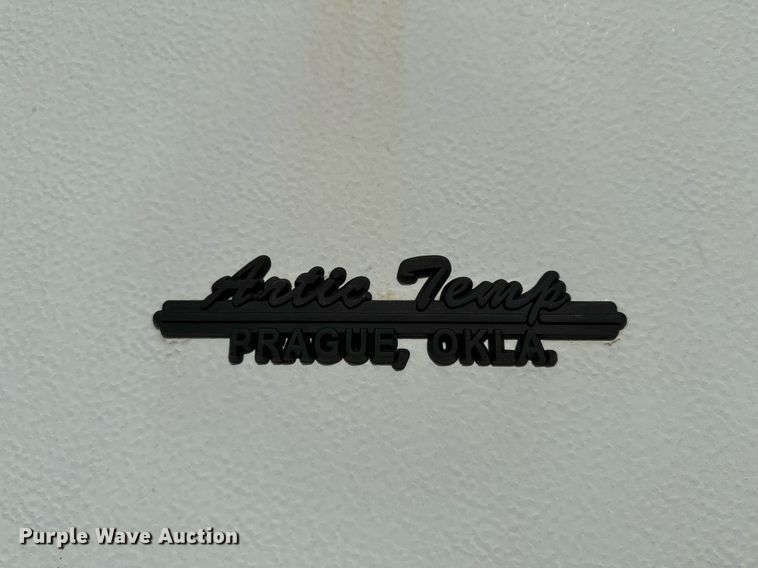 Artic Temp
PRAGUE, OKLA.
Purple Wave Auction